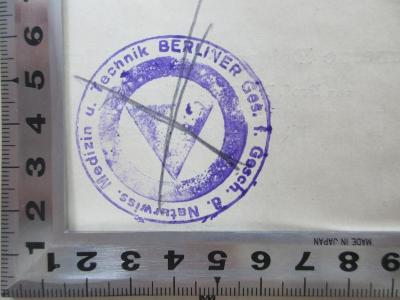 BERLINER Ges. f. Gesch. d. Naturwiss. Medizin u. Technik
6
5
4
3
2
1
MADE IN JAPAN
1 2 3 4 5 6 7 8 9